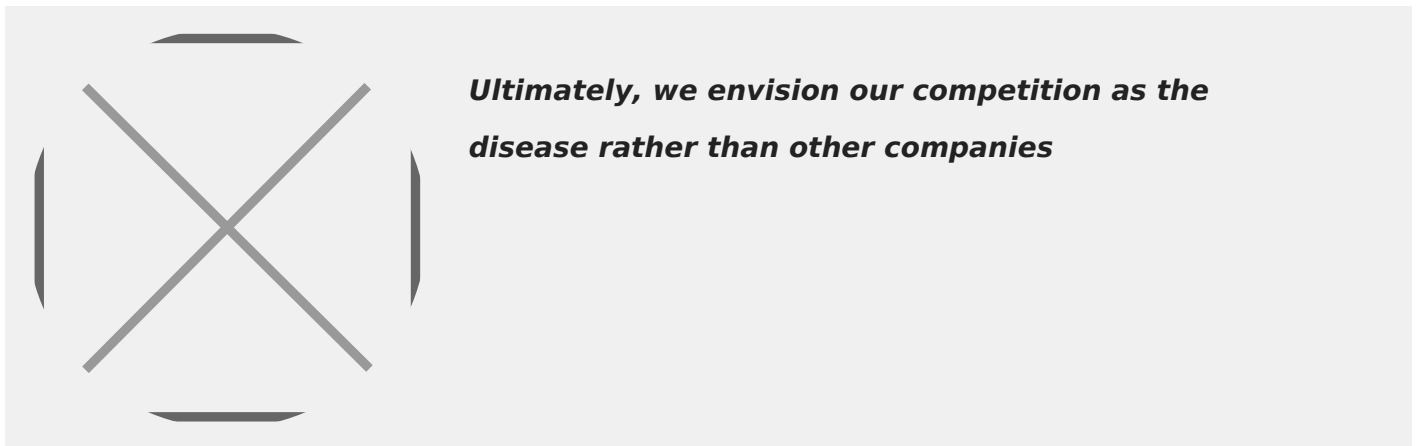 Ultimately, we envision our competition as the
disease rather than other companies